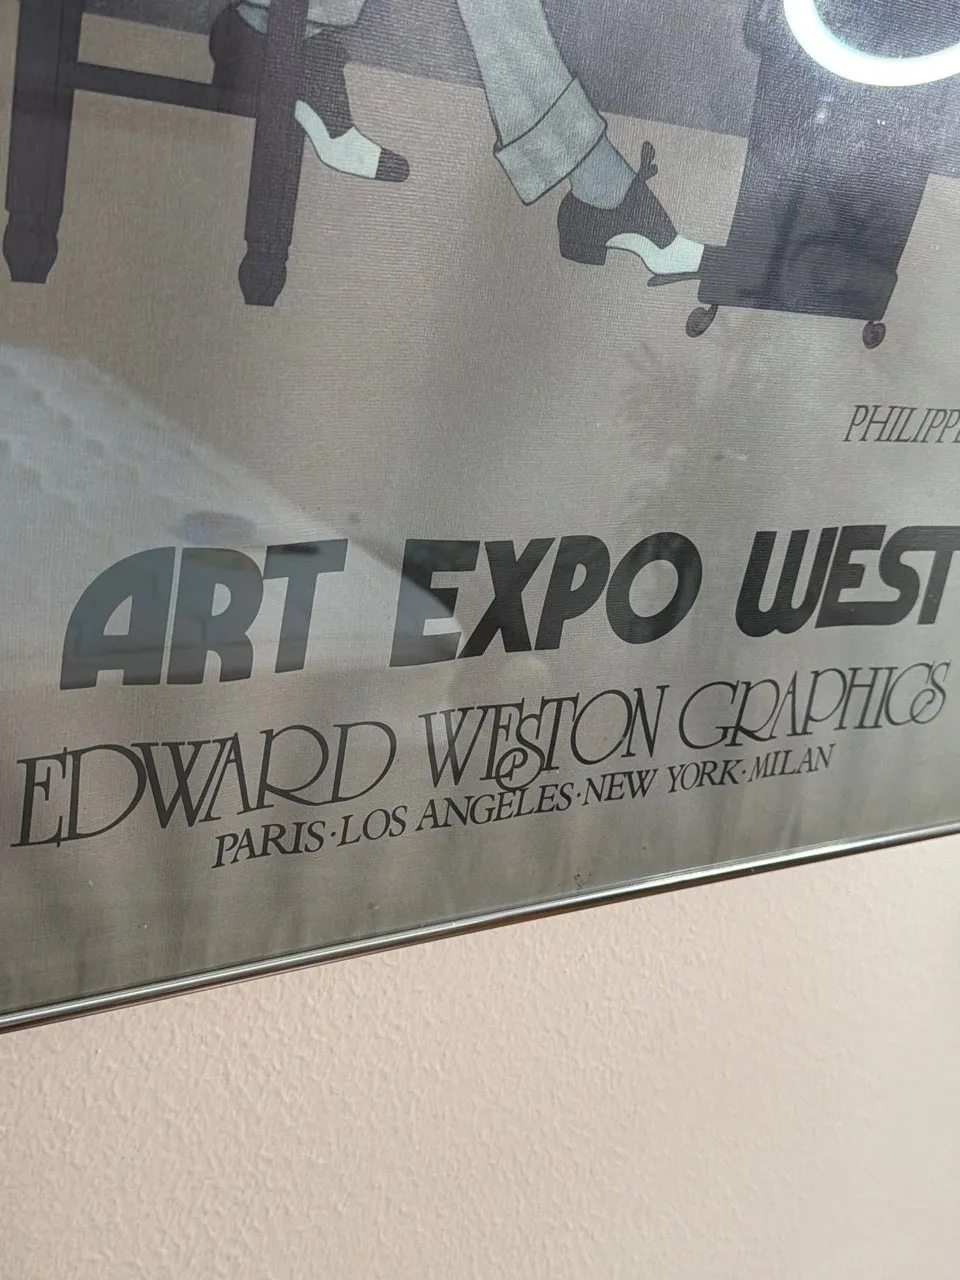 PHILIPPE
ART EXPO WEST
EDWARD WESTON GRAPHICS
PARIS·LOS ANGELES·NEW YORK·MILAN